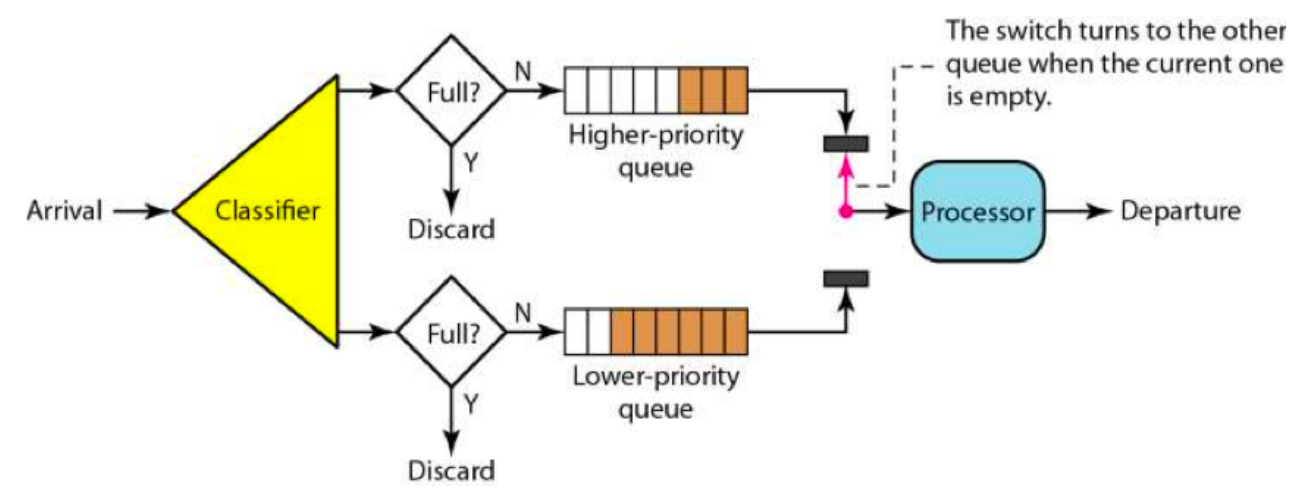 The switch turns to the other
queue when the current one
is empty.
Full?
N
Higher-priority
queue
Y
Discard
Arrival
Classifier
Processor
Departure
Full?
N
Lower-priority
queue
Y
Discard